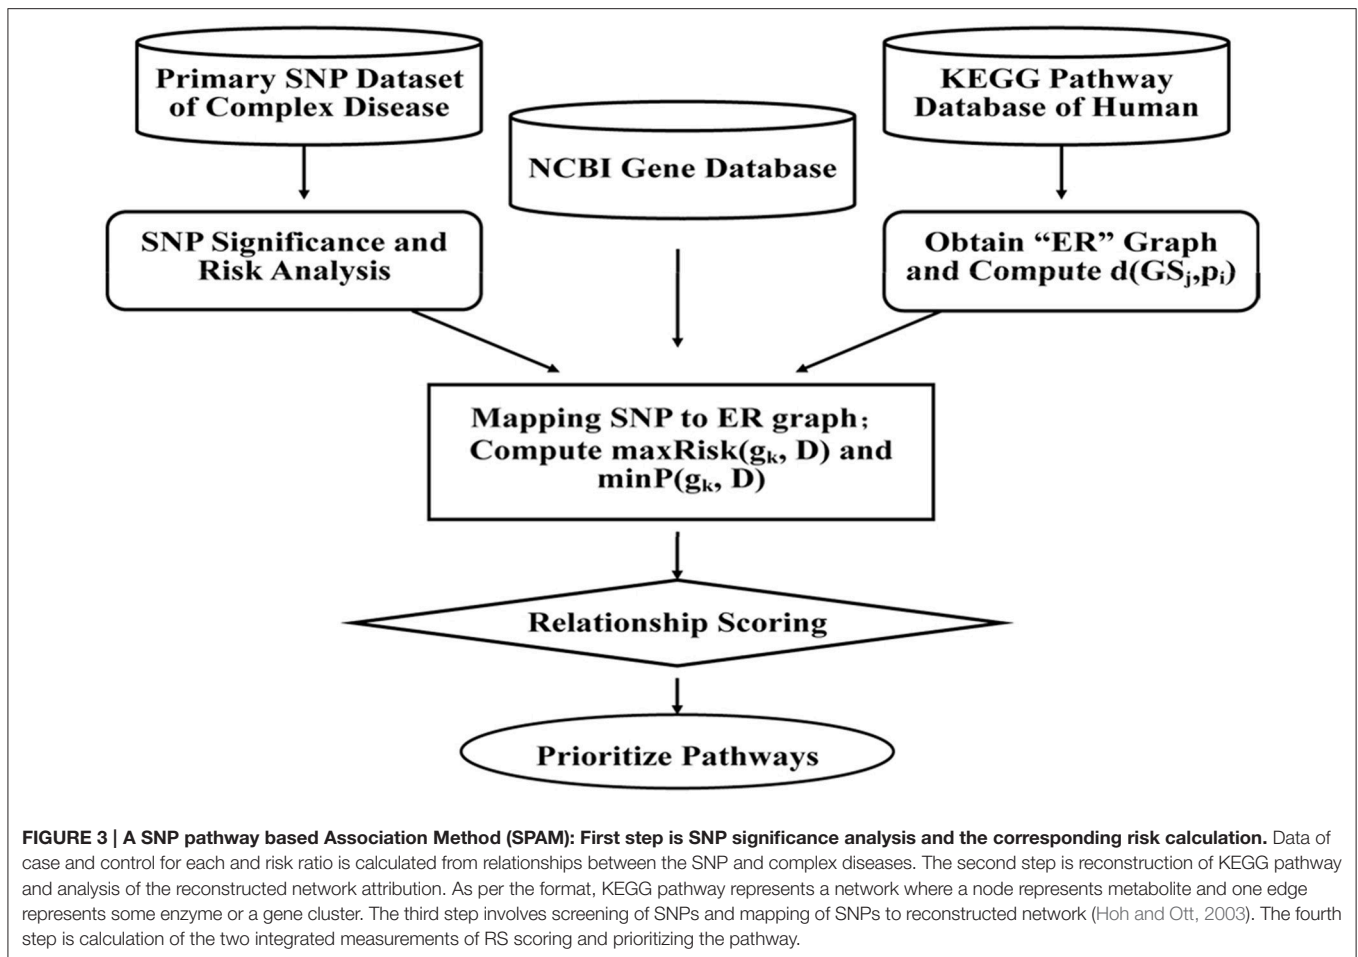 Primary SNP Dataset
of Complex Disease
KEGG Pathway
Database of Human
NCBI Gene Database
SNP Significance and
Risk Analysis
Obtain “ER” Graph
and Compute d(GSj,pi)
Mapping SNP to ER graph;
Compute maxRisk(gk, D) and
minP(gk, D)
Relationship Scoring
Prioritize Pathways
FIGURE 3 | A SNP pathway based Association Method (SPAM): First step is SNP significance analysis and the corresponding risk calculation. Data of
case and control for each and risk ratio is calculated from relationships between the SNP and complex diseases. The second step is reconstruction of KEGG pathway
and analysis of the reconstructed network attribution. As per the format, KEGG pathway represents a network where a node represents metabolite and one edge
represents some enzyme or a gene cluster. The third step involves screening of SNPs and mapping of SNPs to reconstructed network (Hoh and Ott, 2003). The fourth
step is calculation of the two integrated measurements of RS scoring and prioritizing the pathway.